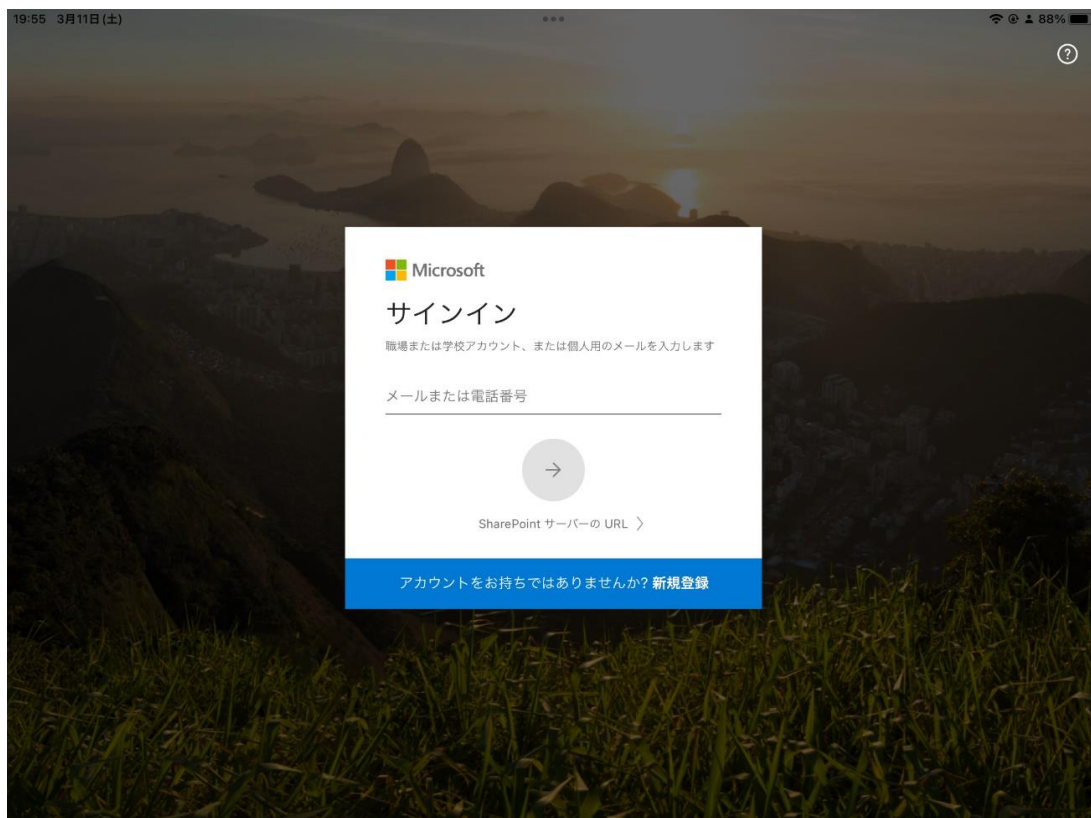 19:55 3月11日(土)
88%
Microsoft
サインイン
職場または学校アカウント、または個人用のメールを入力します
メールまたは電話番号
SharePoint サーバーの URL
アカウントをお持ちではありませんか? 新規登録